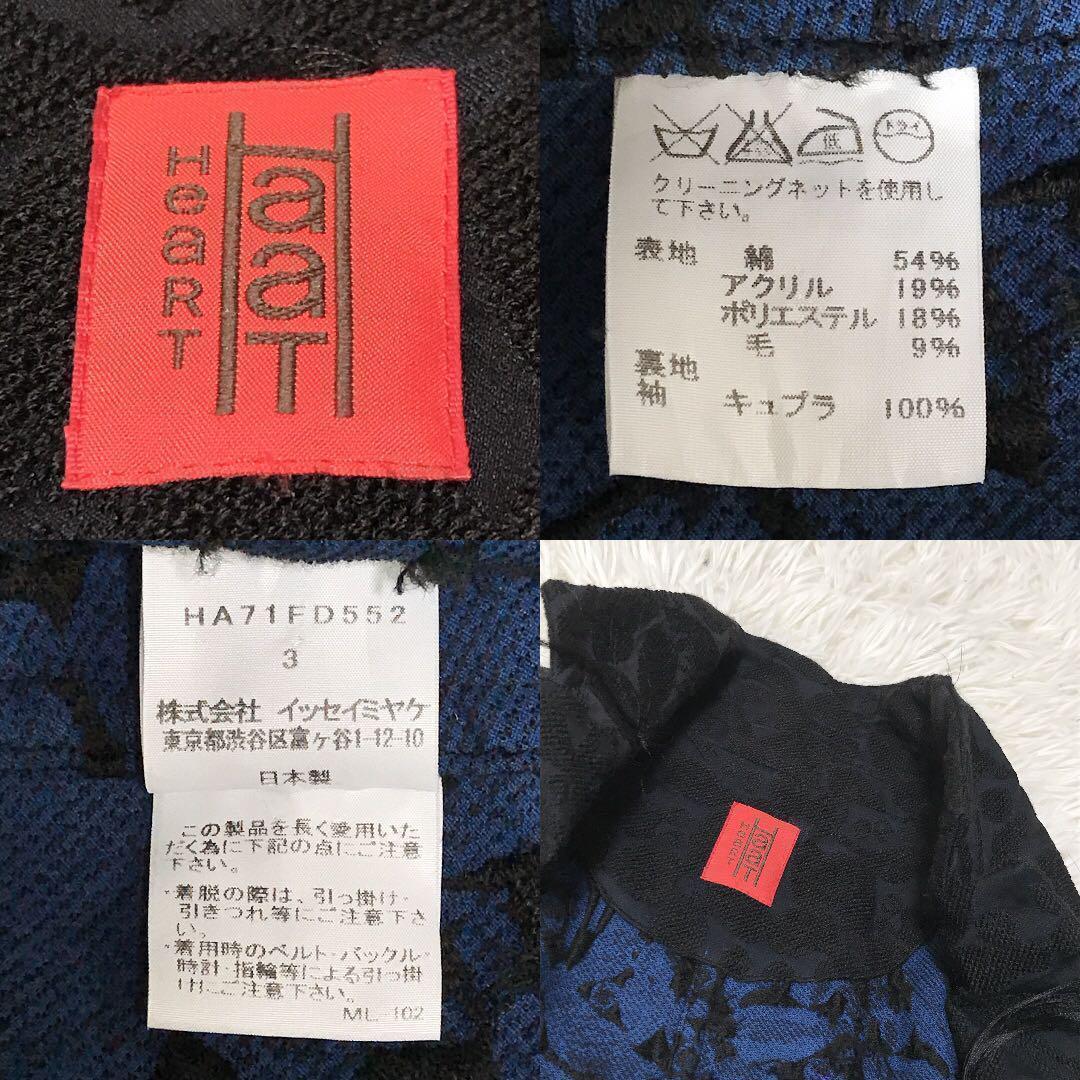 HeaRT
HaaT
低
ドライ
クリーニングネットを使用し
て下さい。
表地 綿 54%
アクリル 19%
ポリエステル 18%
毛 9%
裏地
袖 キュプラ 100%
HA71FD552
3
株式会社 イッセイミヤケ
東京都渋谷区富ヶ谷1-12-10
日本製
この製品を長く愛用いた
だく為に下記の点にご注意
下さい。
・着脱の際は、引っ掛け・
引きつれ等にご注意下さ
い。
・着用時のベルト・バックル・
時計・指輪等による引っ掛
けにご注意下さい。
ML-102
HaaT
HeaRT